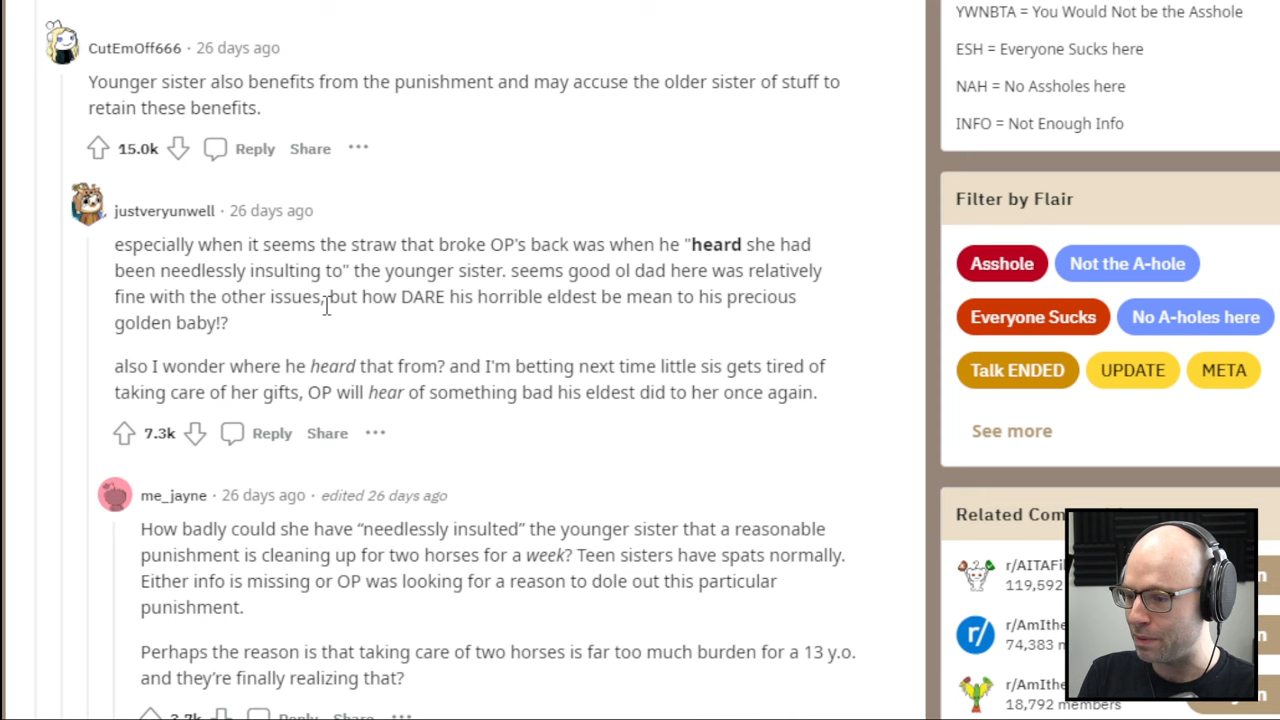 CutEmOff666 · 26 days ago
Younger sister also benefits from the punishment and may accuse the older sister of stuff to
retain these benefits.
15.0k Reply Share ···
justveryunwell · 26 days ago
especially when it seems the straw that broke OP's back was when he "heard she had
been needlessly insulting to" the younger sister. seems good ol dad here was relatively
fine with the other issues, but how DARE his horrible eldest be mean to his precious
golden baby!?
also I wonder where he heard that from? and I'm betting next time little sis gets tired of
taking care of her gifts, OP will hear of something bad his eldest did to her once again.
7.3k Reply Share ···
me_jayne · 26 days ago · edited 26 days ago
How badly could she have “needlessly insulted” the younger sister that a reasonable
punishment is cleaning up for two horses for a week? Teen sisters have spats normally.
Either info is missing or OP was looking for a reason to dole out this particular
punishment.
Perhaps the reason is that taking care of two horses is far too much burden for a 13 y.o.
and they’re finally realizing that?
3.7k Reply Share ···
YWNBTA = You Would Not be the Asshole
ESH = Everyone Sucks here
NAH = No Assholes here
INFO = Not Enough Info
Filter by Flair
Asshole Not the A-hole
Everyone Sucks No A-holes here
Talk ENDED UPDATE META
See more
Related Com
r/AITAFil
119,592
r/
r/AmIthe
74,383 m
r/AmIthe
18,792 members